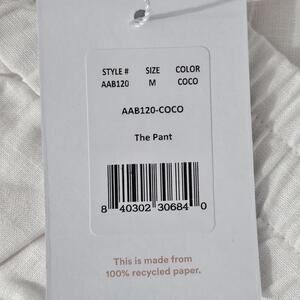 STYLE # SIZE COLOR
AAB120 M COCO
AAB120-COCO
The Pant
8 40302 30684 0
This is made from
100% recycled paper.